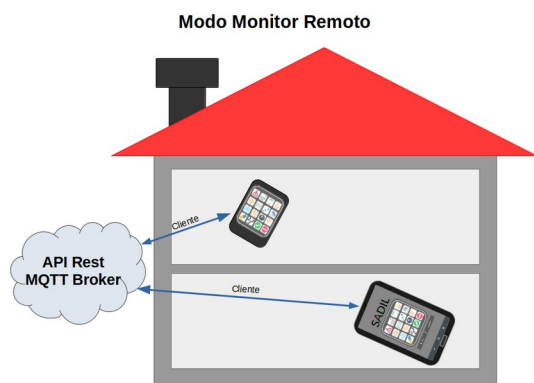 Modo Monitor Remoto
Cliente
API Rest
MQTT Broker
Cliente
SADIL